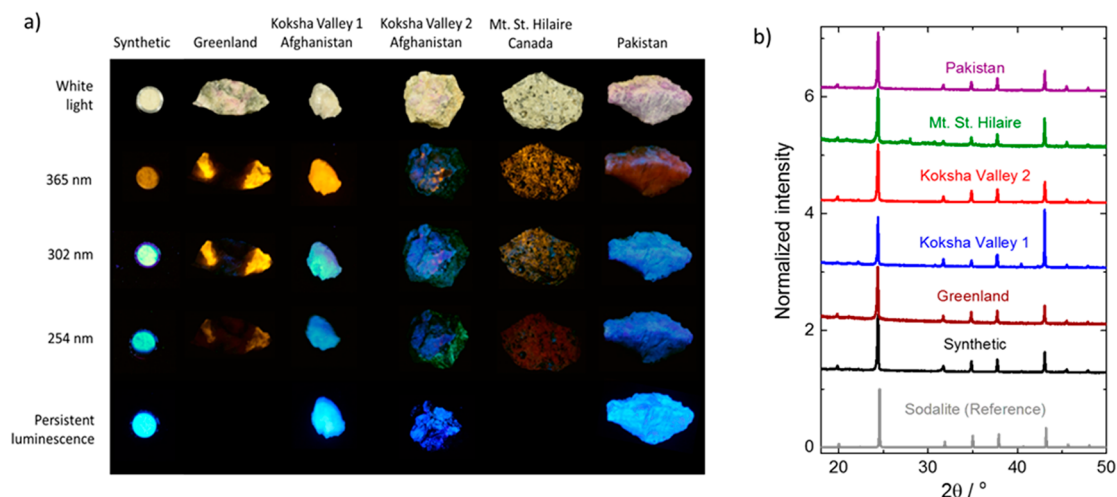 a)
Synthetic
Greenland
Koksha Valley 1
Afghanistan
Koksha Valley 2
Afghanistan
Mt. St. Hilaire
Canada
Pakistan
White
light
365 nm
302 nm
254 nm
Persistent
luminescence
b)
Normalized intensity
6
4
2
0
Pakistan
Mt. St. Hilaire
Koksha Valley 2
Koksha Valley 1
Greenland
Synthetic
Sodalite (Reference)
20 30 40 50
2θ / °